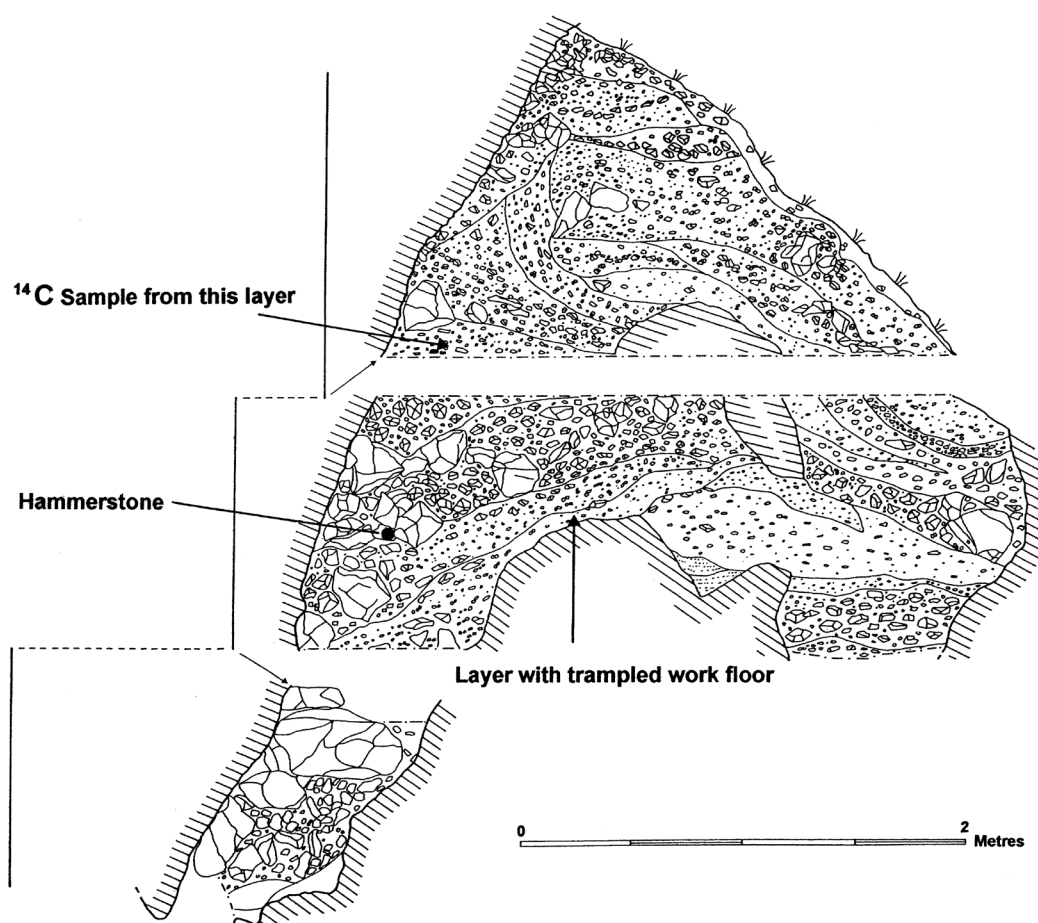 ¹⁴C Sample from this layer
Hammerstone
Layer with trampled work floor
0 2
Metres